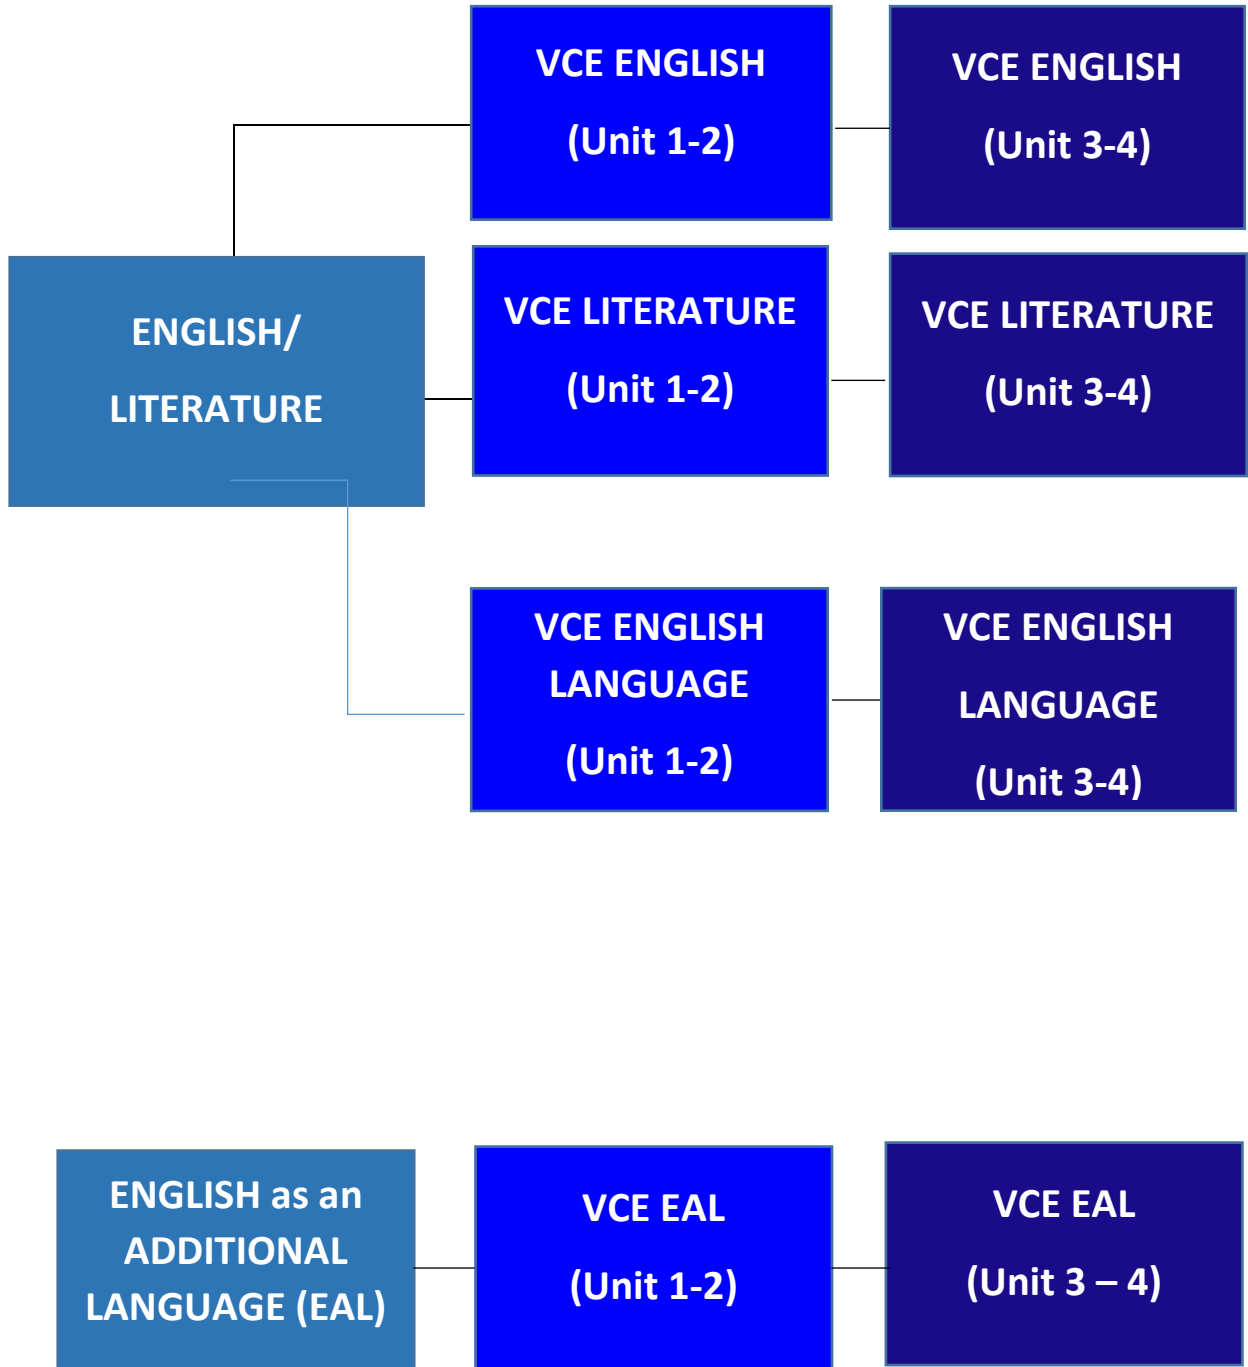 VCE ENGLISH
(Unit 1-2)
VCE ENGLISH
(Unit 3-4)
ENGLISH/
LITERATURE
VCE LITERATURE
(Unit 1-2)
VCE LITERATURE
(Unit 3-4)
VCE ENGLISH
LANGUAGE
(Unit 1-2)
VCE ENGLISH
LANGUAGE
(Unit 3-4)
ENGLISH as an
ADDITIONAL
LANGUAGE (EAL)
VCE EAL
(Unit 1-2)
VCE EAL
(Unit 3 – 4)